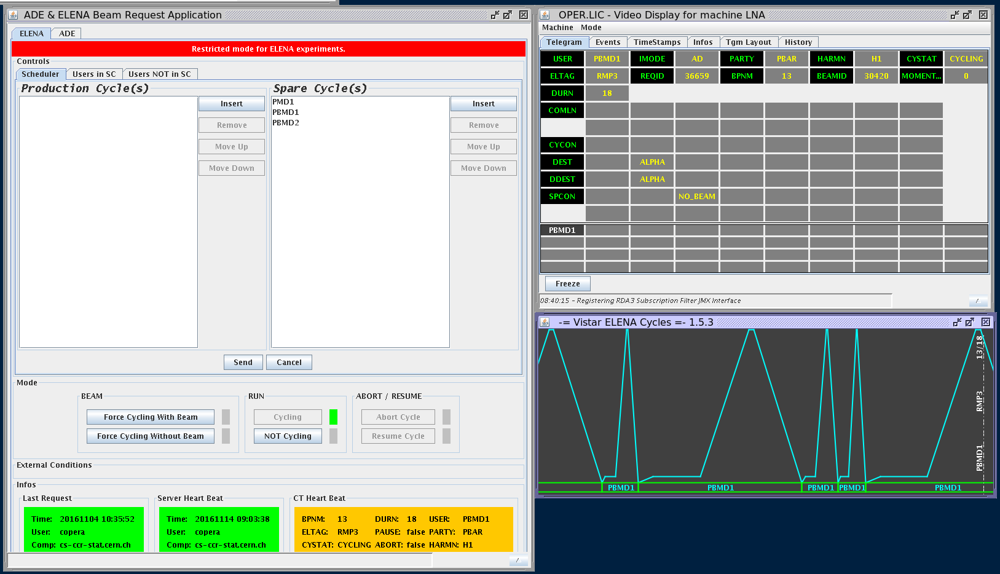 ADE & ELENA Beam Request Application
ELENA ADE
Restricted mode for ELENA experiments.
Controls
Scheduler Users in SC Users NOT in SC
Production Cycle(s) Spare Cycle(s)
Insert
Remove
Move Up
Move Down
PMD1
PBMD1
PBMD2
Insert
Remove
Move Up
Move Down
Send Cancel
Mode
BEAM RUN ABORT / RESUME
Force Cycling With Beam Cycling Abort Cycle
Force Cycling Without Beam NOT Cycling Resume Cycle
External Conditions
Infos
Last Request
Time: 20161104 10:35:52
User: copera
Comp: cs-ccr-stat.cern.ch
Server Heart Beat
Time: 20161114 09:03:38
User: copera
Comp: cs-ccr-stat.cern.ch
CT Heart Beat
BPNM: 13 DURN: 18 USER: PBMD1
ELTAG: RMP3 PAUSE: false PARTY: PBAR
CYSTAT: CYCLING ABORT: false HARMN: H1
OPER.LIC - Video Display for machine LNA
Machine Mode
Telegram Events TimeStamps Infos Tgm Layout History
USER PBMD1 IMODE AD PARTY PBAR HARMN H1 CYSTAT CYCLING
ELTAG RMP3 REQID 36659 BPNM 13 BEAMID 30420 MOMENT... 0
DURN 18
COMLN
CYCON
DEST ALPHA
DDEST ALPHA
SPCON NO_BEAM
PBMD1
Freeze
08:40:15 - Registering RDA3 Subscription Filter JMX Interface
-= Vistar ELENA Cycles =- 1.5.3
PBMD1 RMP3 13/18
PBMD1 PBMD1 PBMD1 PBMD1 PBMD1